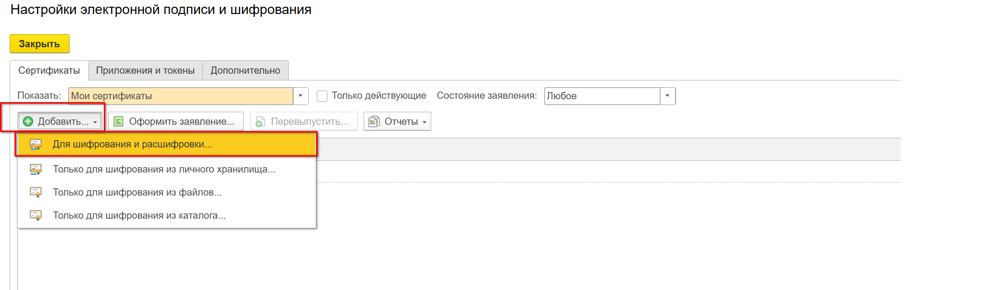 Настройки электронной подписи и шифрования
Закрыть
Сертификаты Приложения и токены Дополнительно
Показать: Мои сертификаты Только действующие Состояние заявления: Любое
Добавить... Оформить заявление... Перевыпустить... Отчеты
Для шифрования и расшифровки...
Только для шифрования из личного хранилища...
Только для шифрования из файлов...
Только для шифрования из каталога...